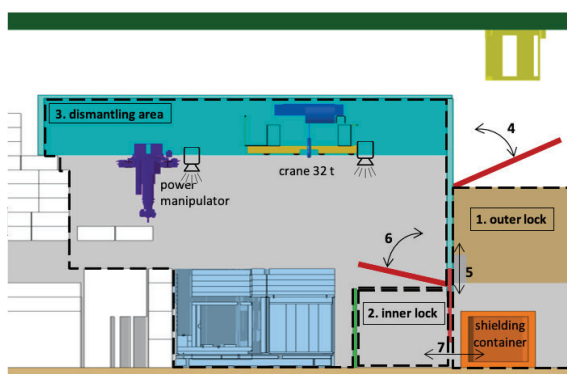 3. dismantling area
4
crane 32 t
power
manipulator
1. outer lock
6
5
2. inner lock
shielding
container
7